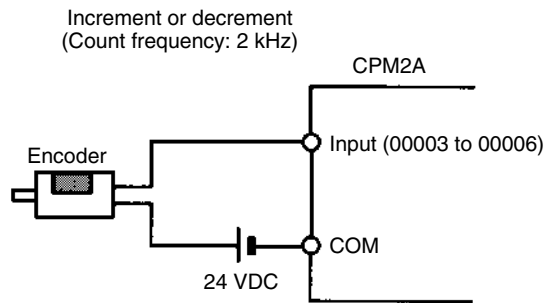 Increment or decrement
(Count frequency: 2 kHz)
CPM2A
Input (00003 to 00006)
Encoder
COM
24 VDC